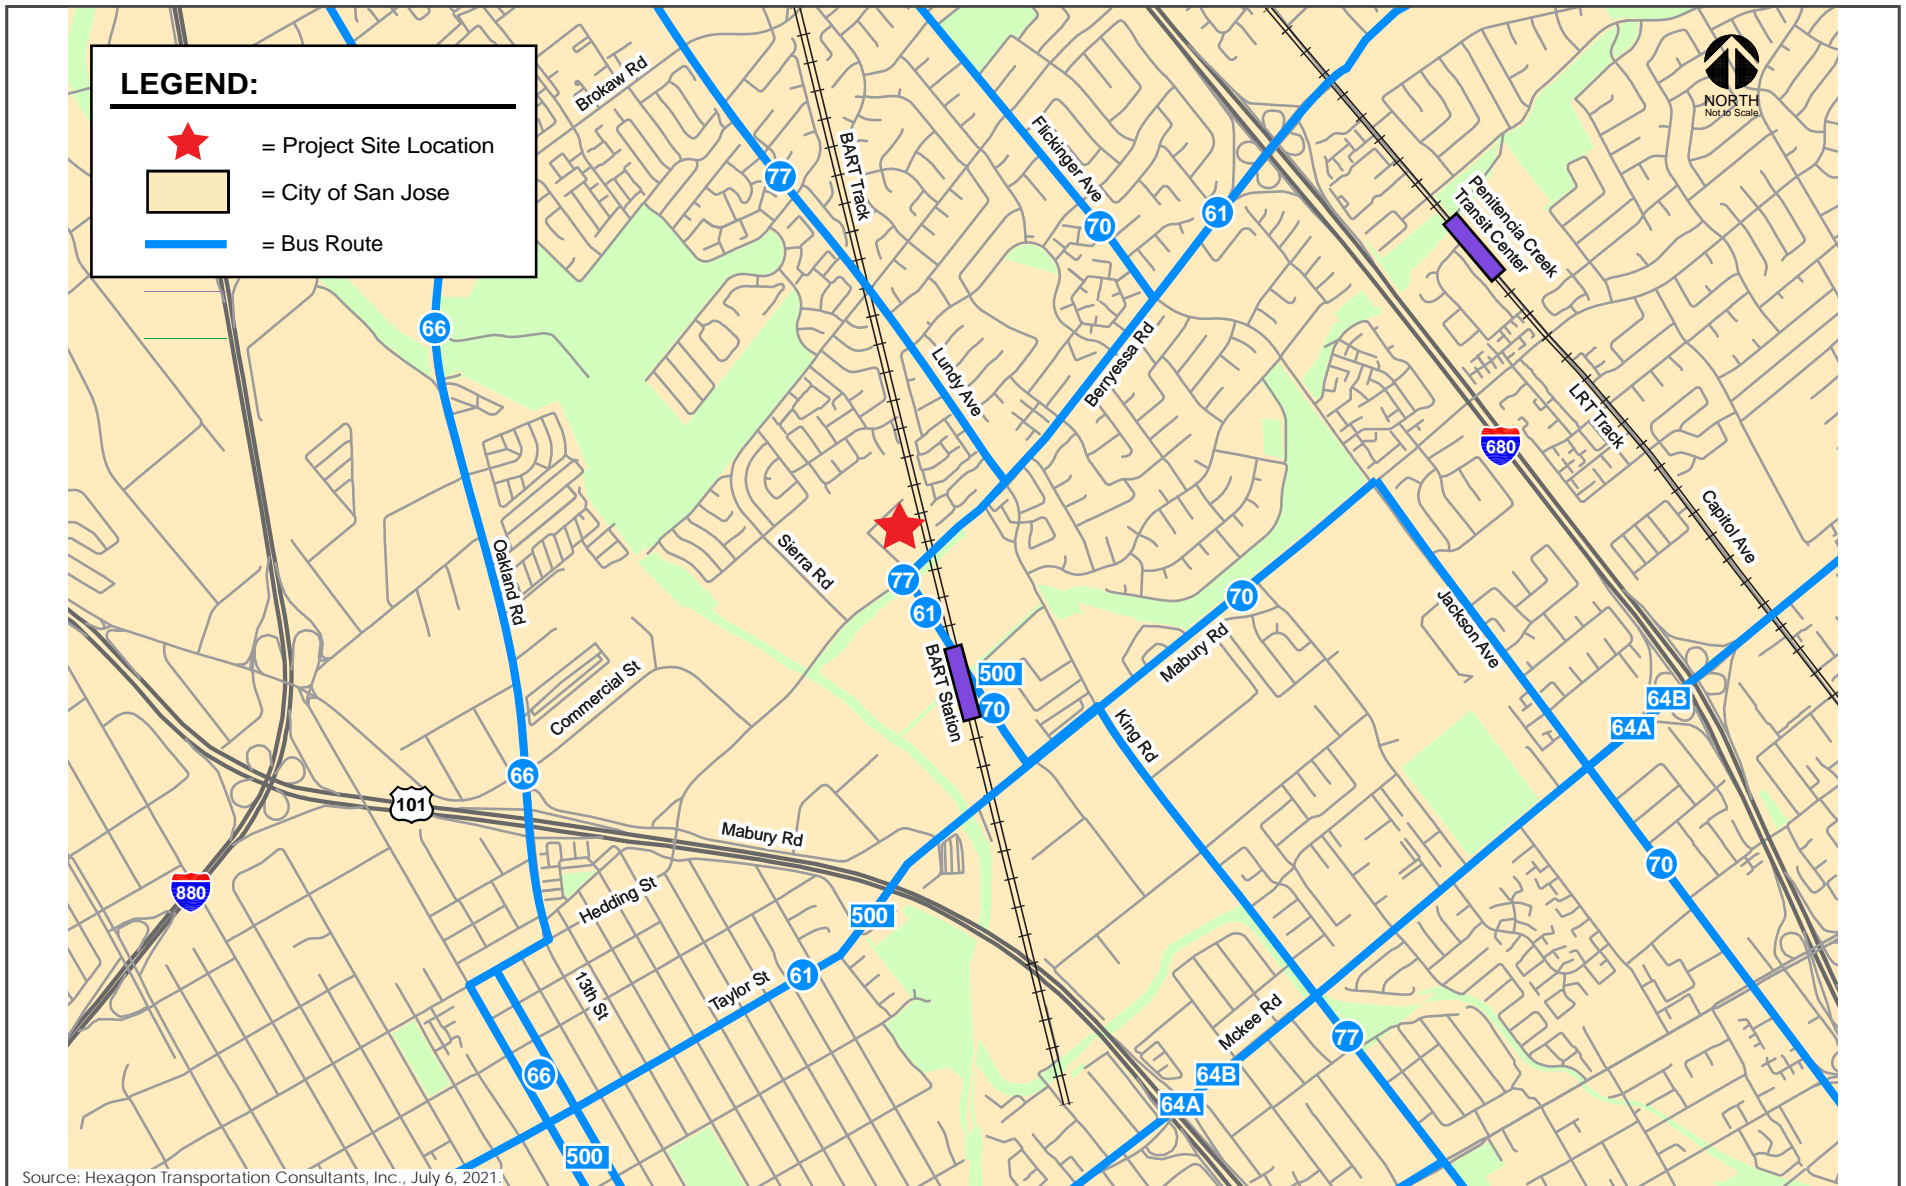 LEGEND:
= Project Site Location
= City of San Jose
= Bus Route
NORTH
Not to Scale
Brokaw Rd
BART Track
Flickinger Ave
77
70
61
Penitencia Creek
Transit Center
66
Lundy Ave
Berryessa Rd
LRT Track
680
Capitol Ave
Oakland Rd
Sierra Rd
77
61
70
Jackson Ave
Mabury Rd
BART Station
500
70
Commercial St
King Rd
64B
64A
66
101
Mabury Rd
880
Hedding St
70
500
61
13th St
Taylor St
Mckee Rd
77
66
64B
64A
500
Source: Hexagon Transportation Consultants, Inc., July 6, 2021.